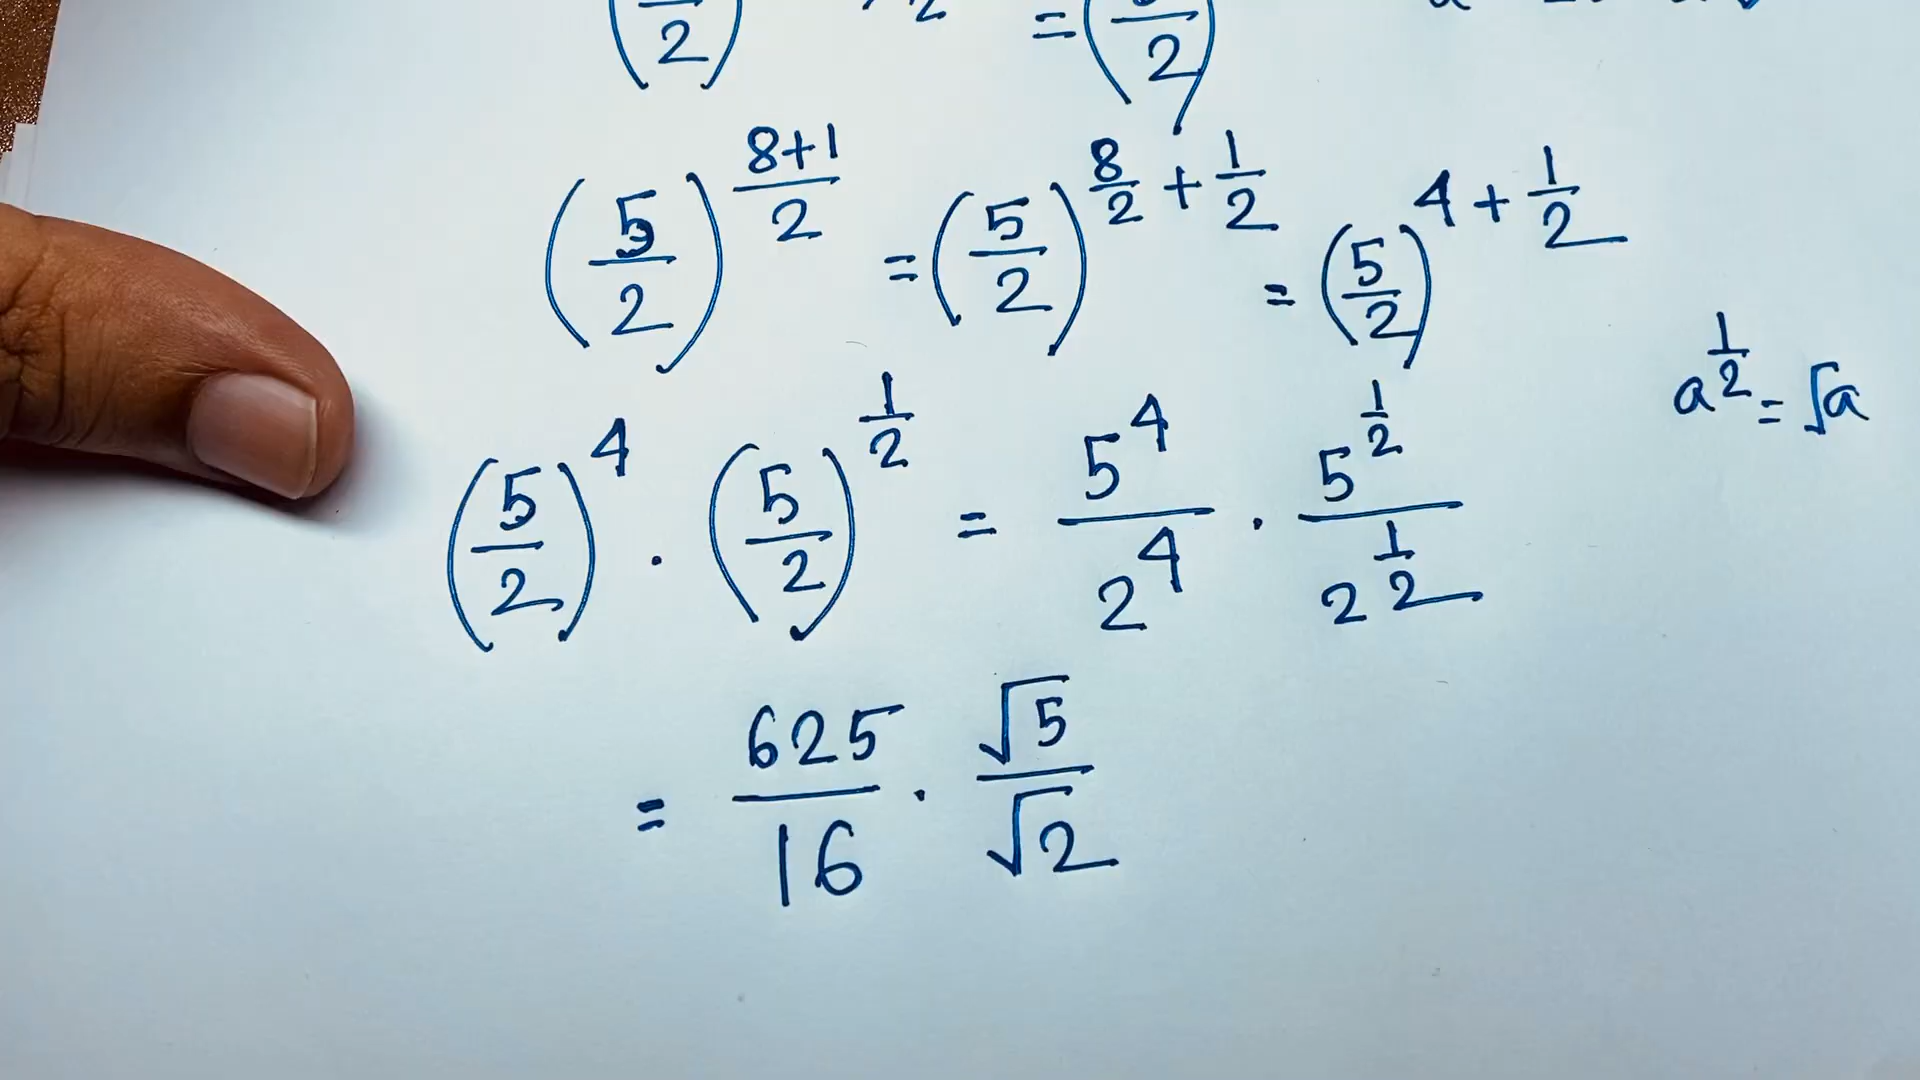 (5/2)^((8+1)/2) = (5/2)^(8/2 + 1/2) = (5/2)^(4 + 1/2)
a^(1/2) = √a
(5/2)^4 · (5/2)^(1/2) = 5^4/2^4 · 5^(1/2)/2^(1/2)
= 625/16 · √5/√2